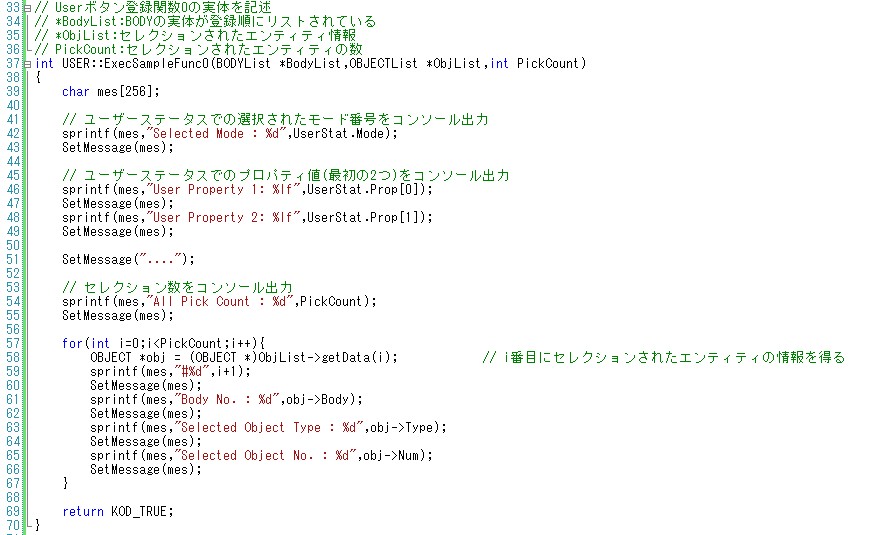 33 // Userボタン登録関数0の実体を記述
34 // *BodyList:BODYの実体が登録順にリストされている
35 // *ObjList:セレクションされたエンティティ情報
36 // PickCount:セレクションされたエンティティの数
37 int USER::ExecSampleFunc0(BODYList *BodyList,OBJECTList *ObjList,int PickCount)
38 {
39     char mes[256];
40
41     // ユーザーステータスでの選択されたモード番号をコンソール出力
42     sprintf(mes,"Selected Mode : %d",UserStat.Mode);
43     SetMessage(mes);
44
45     // ユーザーステータスでのプロパティ値(最初の2つ)をコンソール出力
46     sprintf(mes,"User Property 1: %lf",UserStat.Prop[0]);
47     SetMessage(mes);
48     sprintf(mes,"User Property 2: %lf",UserStat.Prop[1]);
49     SetMessage(mes);
50
51     SetMessage("....");
52
53     // セレクション数をコンソール出力
54     sprintf(mes,"All Pick Count : %d",PickCount);
55     SetMessage(mes);
56
57     for(int i=0;i<PickCount;i++){
58         OBJECT *obj = (OBJECT *)ObjList->getData(i);            // i番目にセレクションされたエンティティの情報を得る
59         sprintf(mes,"#%d",i+1);
60         SetMessage(mes);
61         sprintf(mes,"Body No. : %d",obj->Body);
62         SetMessage(mes);
63         sprintf(mes,"Selected Object Type : %d",obj->Type);
64         SetMessage(mes);
65         sprintf(mes,"Selected Object No. : %d",obj->Num);
66         SetMessage(mes);
67     }
68
69     return KOD_TRUE;
70 }